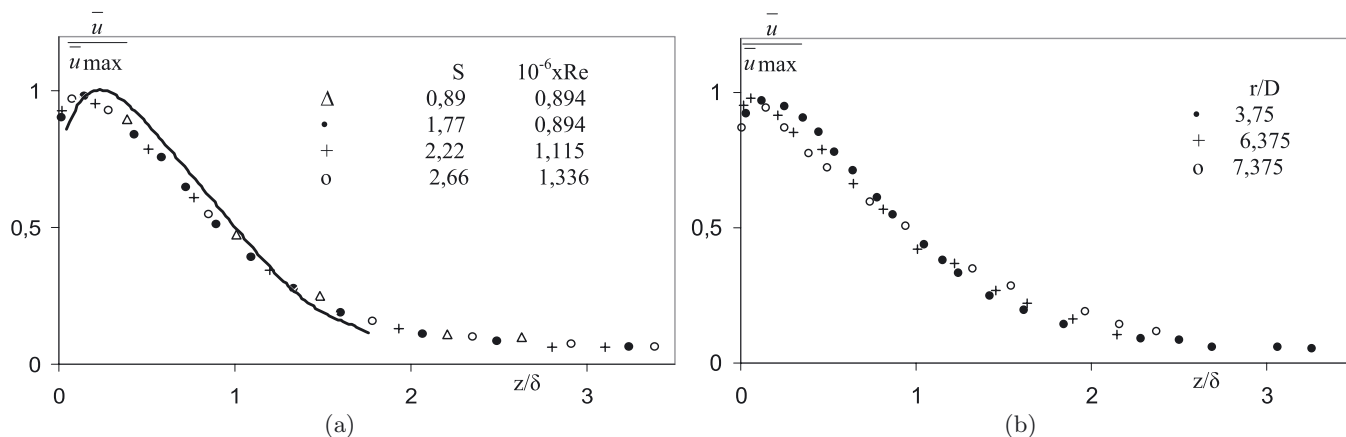 u̅
u̅ max
1
0,5
0
0 1 2 3
z/δ
S 10⁻⁶xRe
Δ 0,89 0,894
• 1,77 0,894
+ 2,22 1,115
o 2,66 1,336
(a)
u̅
u̅ max
1
0,5
0
0 1 2 3
z/δ
r/D
• 3,75
+ 6,375
o 7,375
(b)